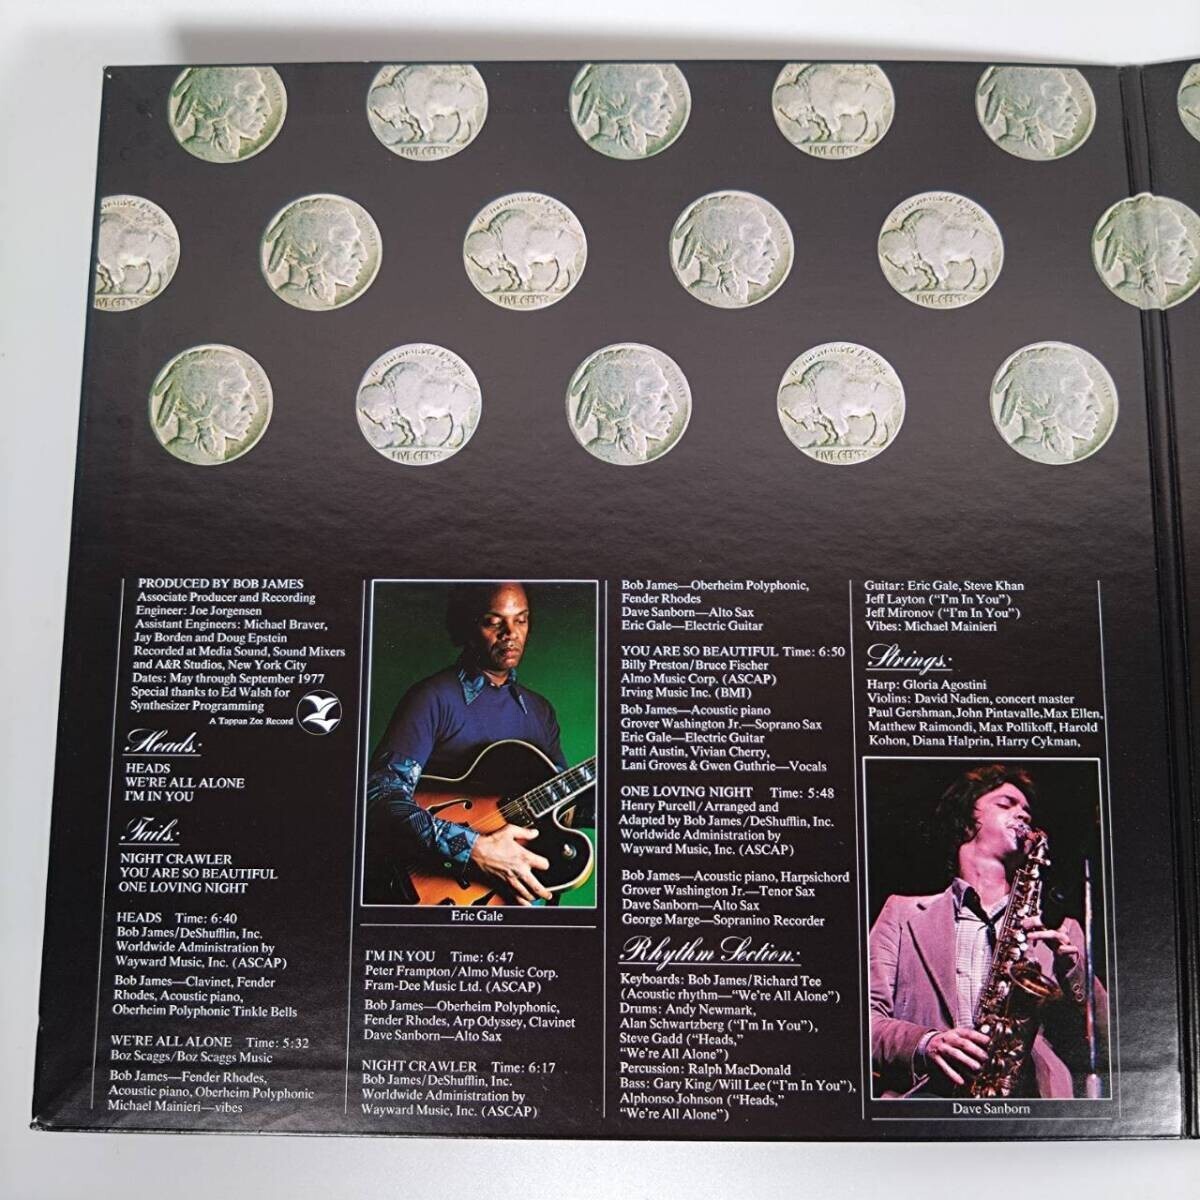 LIVE CENTS
LIVE CENTS
LIVE CENTS
LIVE CENTS
LIVE CENTS
LIVE CENTS
LIVE CENTS
PRODUCED BY BOB JAMES
Associate Producer and Recording
Engineer: Joe Jorgensen
Assistant Engineers: Michael Braver,
Jay Borden and Doug Epstein
Recorded at Media Sound, Sound Mixers
and A&R Studios, New York City
Dates: May through September 1977
Special thanks to Ed Walsh for
Synthesizer Programming
A Tappan Zee Record
Heads:
HEADS
WE'RE ALL ALONE
I'M IN YOU
Tails:
NIGHT CRAWLER
YOU ARE SO BEAUTIFUL
ONE LOVING NIGHT
HEADS Time: 6:40
Bob James/DeShufflin, Inc.
Worldwide Administration by
Wayward Music, Inc. (ASCAP)
Bob James—Clavinet, Fender
Rhodes, Acoustic piano,
Oberheim Polyphonic Tinkle Bells
WE'RE ALL ALONE Time: 5:32
Boz Scaggs/Boz Scaggs Music
Bob James—Fender Rhodes,
Acoustic piano, Oberheim Polyphonic
Michael Mainieri—vibes
Eric Gale
I'M IN YOU Time: 6:47
Peter Frampton/Almo Music Corp.
Fram-Dee Music Ltd. (ASCAP)
Bob James—Oberheim Polyphonic,
Fender Rhodes, Arp Odyssey, Clavinet
Dave Sanborn—Alto Sax
NIGHT CRAWLER Time: 6:17
Bob James/DeShufflin, Inc.
Worldwide Administration by
Wayward Music, Inc. (ASCAP)
Bob James—Oberheim Polyphonic,
Fender Rhodes
Dave Sanborn—Alto Sax
Eric Gale—Electric Guitar
YOU ARE SO BEAUTIFUL Time: 6:50
Billy Preston/Bruce Fischer
Almo Music Corp. (ASCAP)
Irving Music Inc. (BMI)
Bob James—Acoustic piano
Grover Washington Jr.—Soprano Sax
Eric Gale—Electric Guitar
Patti Austin, Vivian Cherry,
Lani Groves & Gwen Guthrie—Vocals
ONE LOVING NIGHT Time: 5:48
Henry Purcell/Arranged and
Adapted by Bob James/DeShufflin, Inc.
Worldwide Administration by
Wayward Music, Inc. (ASCAP)
Bob James—Acoustic piano, Harpsichord
Grover Washington Jr.—Tenor Sax
Dave Sanborn—Alto Sax
George Marge—Sopranino Recorder
Rhythm Section:
Keyboards: Bob James/Richard Tee
(Acoustic rhythm—"We're All Alone")
Drums: Andy Newmark,
Alan Schwartzberg ("I'm In You"),
Steve Gadd ("Heads,"
"We're All Alone")
Percussion: Ralph MacDonald
Bass: Gary King/Will Lee ("I'm In You"),
Alphonso Johnson ("Heads,"
"We're All Alone")
Guitar: Eric Gale, Steve Khan
Jeff Layton ("I'm In You")
Jeff Mironov ("I'm In You")
Vibes: Michael Mainieri
Strings:
Harp: Gloria Agostini
Violins: David Nadien, concert master
Paul Gershman, John Pintavalle, Max Ellen,
Matthew Raimondi, Max Pollikoff, Harold
Kohon, Diana Halprin, Harry Cykman,
Dave Sanborn